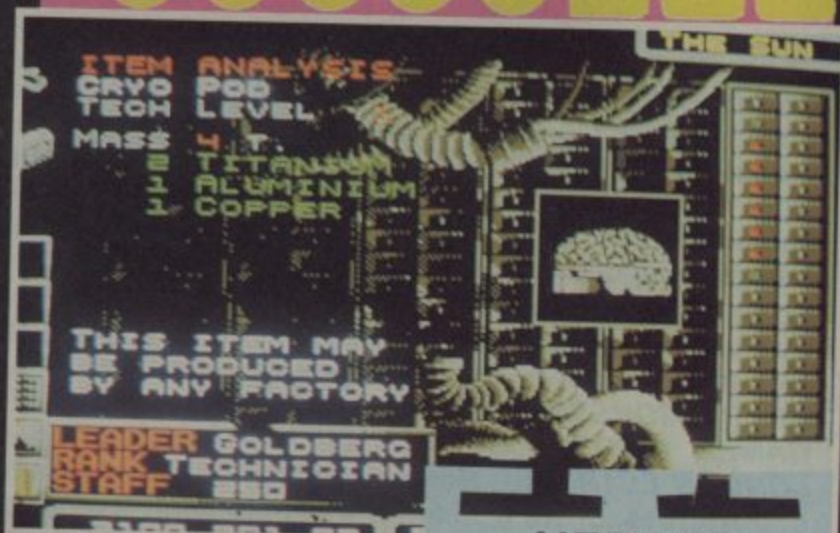 THE SUN
ITEM ANALYSIS
CRYO POD
TECH LEVEL
MASS 4 T
2 TITANIUM
1 ALUMINIUM
1 COPPER
THIS ITEM MAY
BE PRODUCED
BY ANY FACTORY
LEADER GOLDBERG
RANK TECHNICIAN
STAFF 250